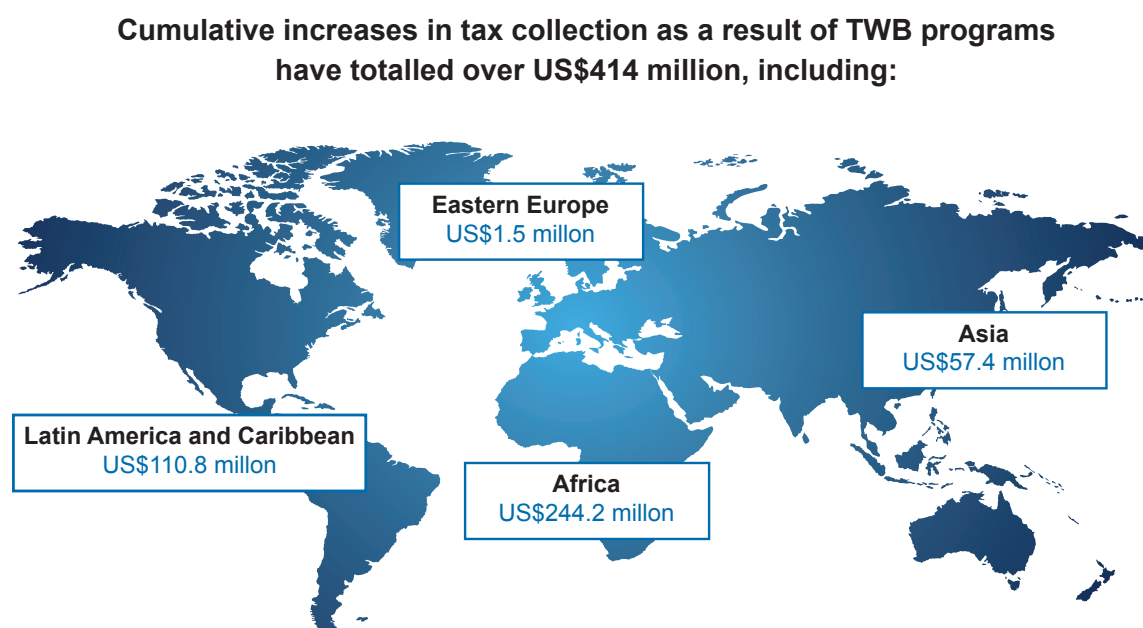 Cumulative increases in tax collection as a result of TWB programs
have totalled over US$414 million, including:
Eastern Europe
US$1.5 millon
Asia
US$57.4 millon
Latin America and Caribbean
US$110.8 millon
Africa
US$244.2 millon